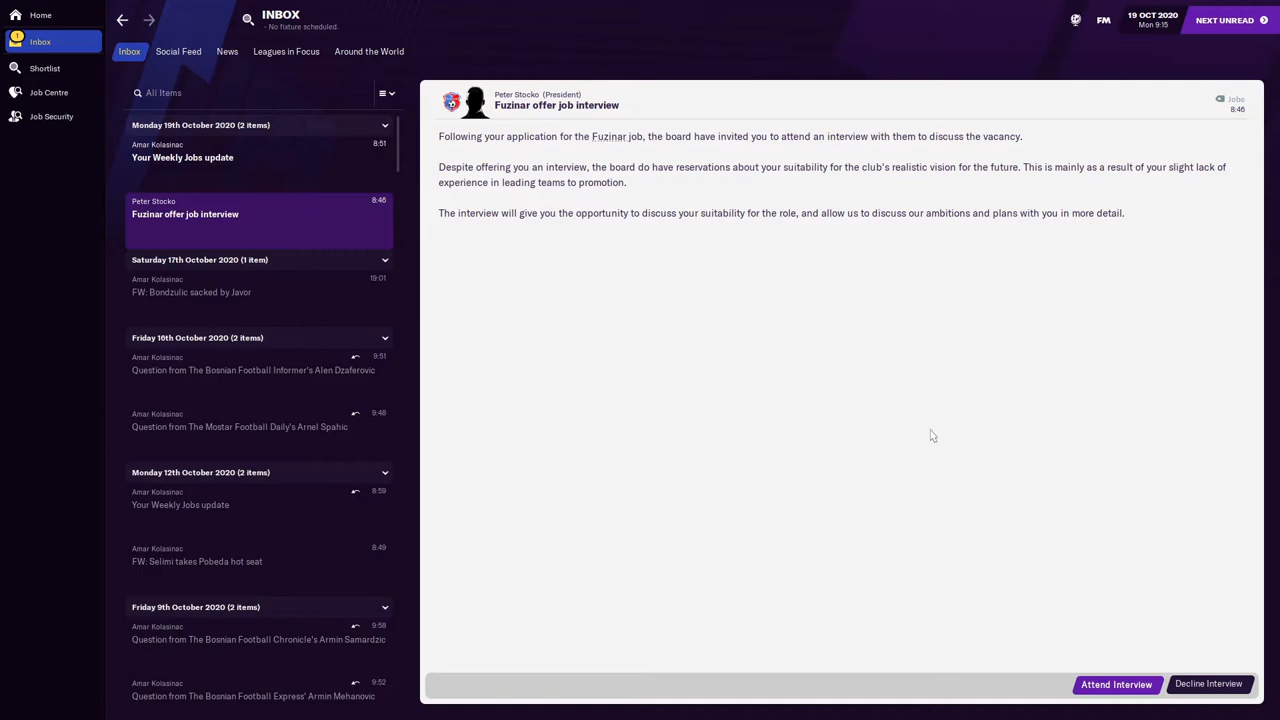 Home
1
Inbox
Shortlist
Job Centre
Job Security
INBOX
- No fixture scheduled.
FM
19 OCT 2020
Mon 9:15
NEXT UNREAD
Inbox
Social Feed
News
Leagues in Focus
Around the World
All Items
Monday 19th October 2020 (2 items)
Amar Kolasinac 8:51
Your Weekly Jobs update
Peter Stocko 8:46
Fuzinar offer job interview
Saturday 17th October 2020 (1 item)
Amar Kolasinac 19:01
FW: Bondzulic sacked by Javor
Friday 16th October 2020 (2 items)
Amar Kolasinac 9:51
Question from The Bosnian Football Informer's Alen Dzaferovic
Amar Kolasinac 9:48
Question from The Mostar Football Daily's Arnel Spahic
Monday 12th October 2020 (2 items)
Amar Kolasinac 8:59
Your Weekly Jobs update
Amar Kolasinac 8:49
FW: Selimi takes Pobeda hot seat
Friday 9th October 2020 (2 items)
Amar Kolasinac 9:58
Question from The Bosnian Football Chronicle's Armin Samardzic
Amar Kolasinac 9:52
Question from The Bosnian Football Express' Armin Mehanovic
Peter Stocko (President)
Fuzinar offer job interview
Jobs
8:46
Following your application for the Fuzinar job, the board have invited you to attend an interview with them to discuss the vacancy.
Despite offering you an interview, the board do have reservations about your suitability for the club's realistic vision for the future. This is mainly as a result of your slight lack of
experience in leading teams to promotion.
The interview will give you the opportunity to discuss your suitability for the role, and allow us to discuss our ambitions and plans with you in more detail.
Attend Interview
Decline Interview